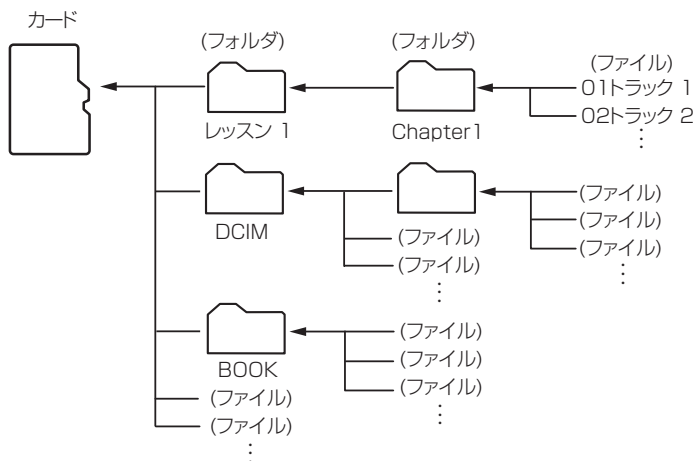 カード
(フォルダ)
(フォルダ)
(ファイル)
01トラック 1
02トラック 2
⋮
レッスン 1
Chapter1
(ファイル)
(ファイル)
(ファイル)
⋮
DCIM
(ファイル)
(ファイル)
⋮
(ファイル)
(ファイル)
(ファイル)
⋮
BOOK
(ファイル)
(ファイル)
⋮